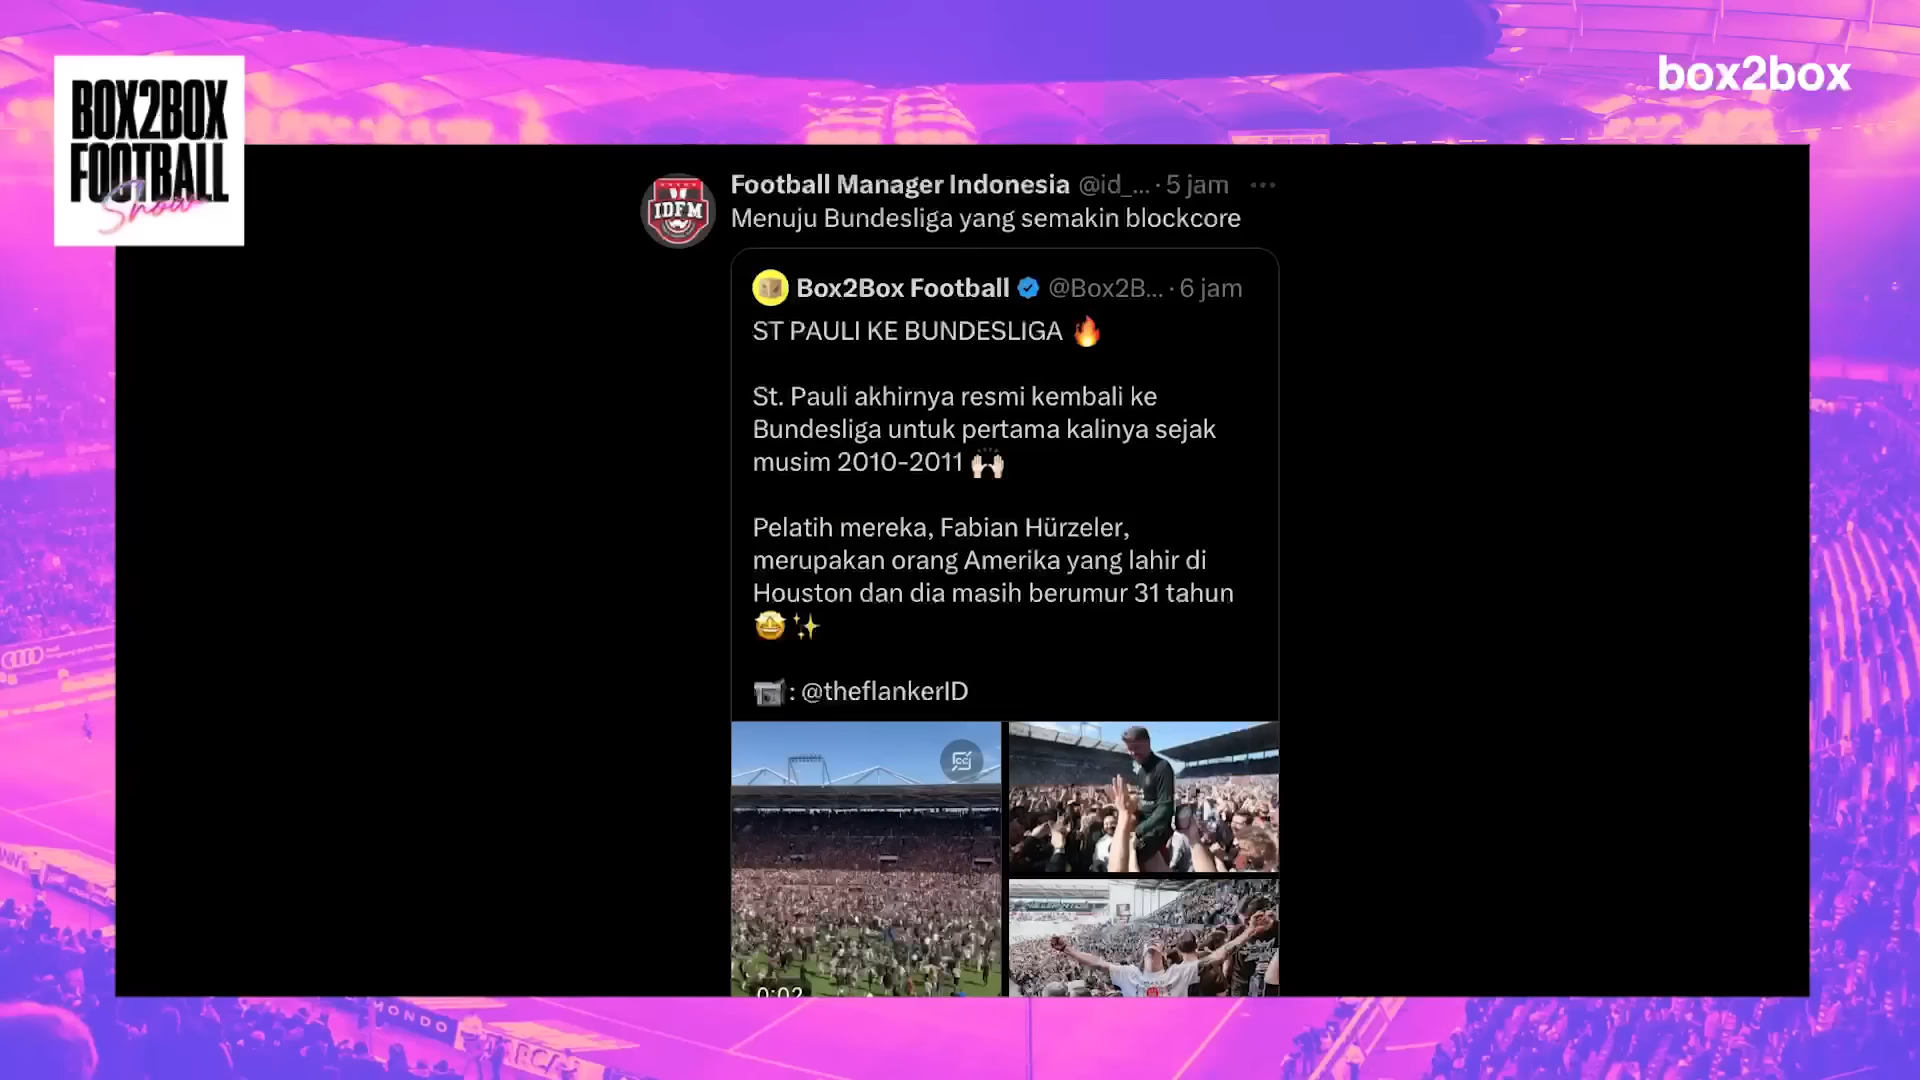 BOX2BOX
FOOTBALL
Show
box2box
Football Manager Indonesia @id_... · 5 jam
Menuju Bundesliga yang semakin blockcore
IDFM
Box2Box Football @Box2B... · 6 jam
ST PAULI KE BUNDESLIGA 🔥
St. Pauli akhirnya resmi kembali ke
Bundesliga untuk pertama kalinya sejak
musim 2010-2011 🙌🏻
Pelatih mereka, Fabian Hürzeler,
merupakan orang Amerika yang lahir di
Houston dan dia masih berumur 31 tahun
🤩✨
📹: @theflankerID
0:02
MONDO